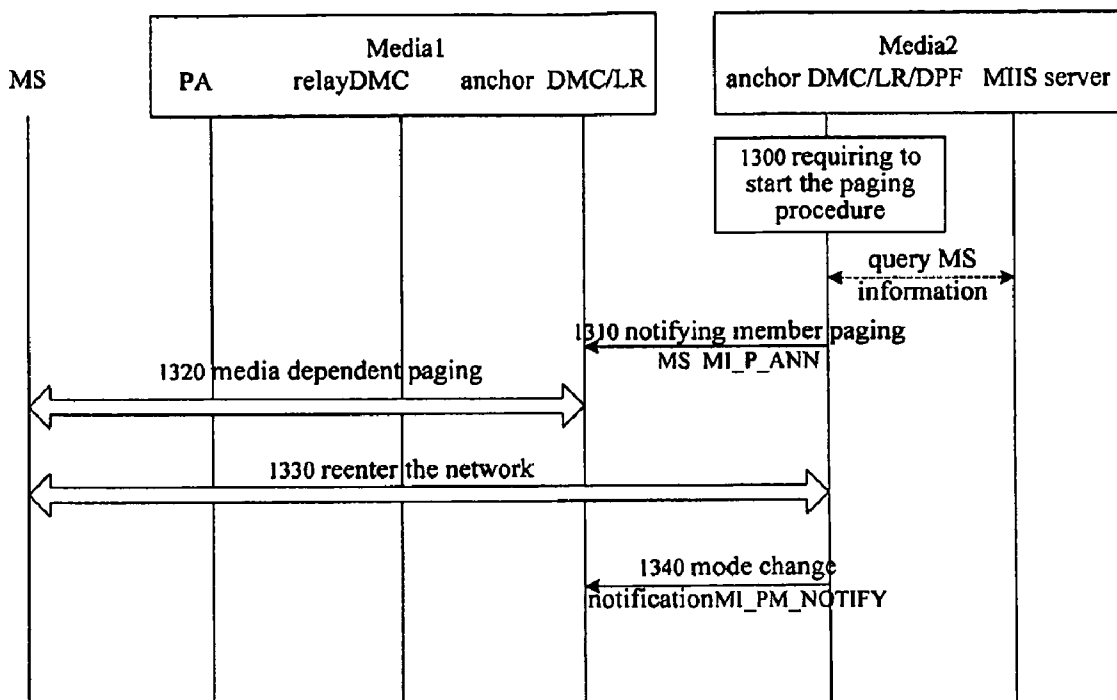 Media1
Media2
MS PA relayDMC anchor DMC/LR anchor DMC/LR/DPF MIIS server
1300 requiring to
start the paging
procedure
query MS
information
1310 notifying member paging
MS MI_P_ANN
1320 media dependent paging
1330 reenter the network
1340 mode change
notificationMI_PM_NOTIFY